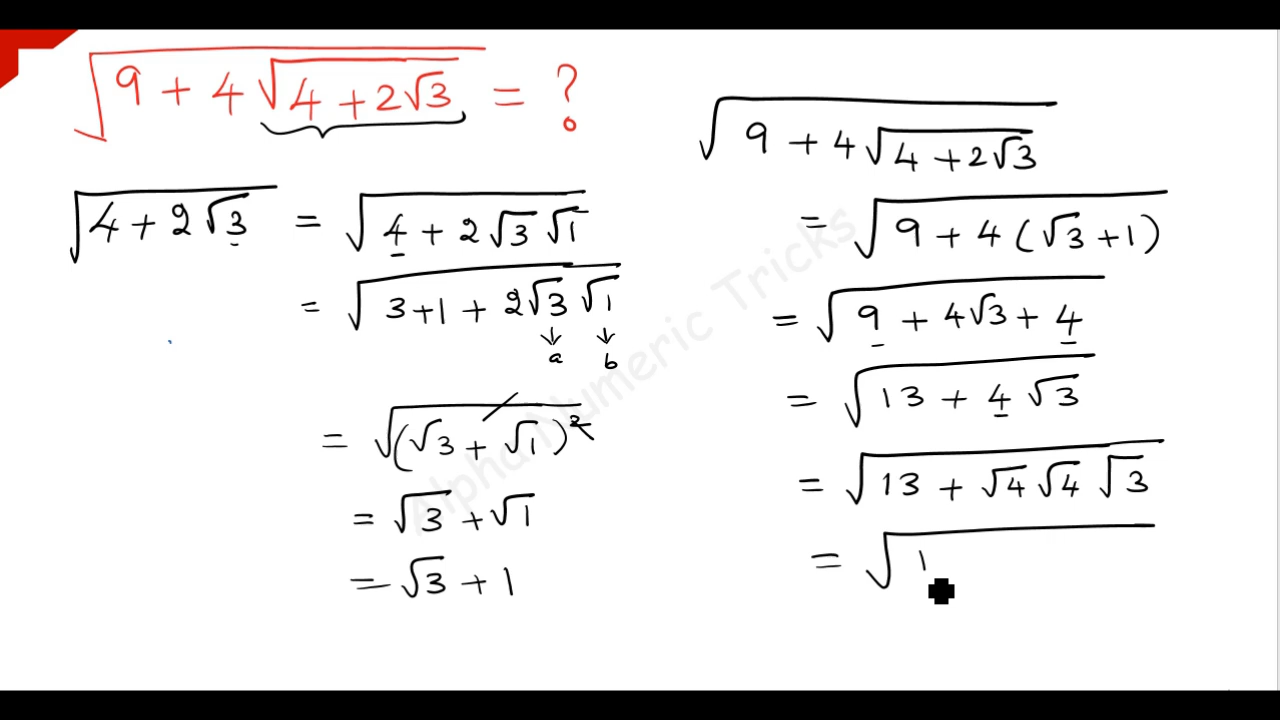 √(9 + 4√(4 + 2√3)) = ?
√(4 + 2√3) = √(4 + 2√3 √1)
= √(3+1 + 2√3 √1)
↓ ↓
a b
= √((√3 + √1)²)
= √3 + √1
= √3 + 1
√(9 + 4√(4 + 2√3))
= √(9 + 4(√3 + 1))
= √(9 + 4√3 + 4)
= √(13 + 4√3)
= √(13 + √4 √4 √3)
= √1
AlphaNumeric Tricks